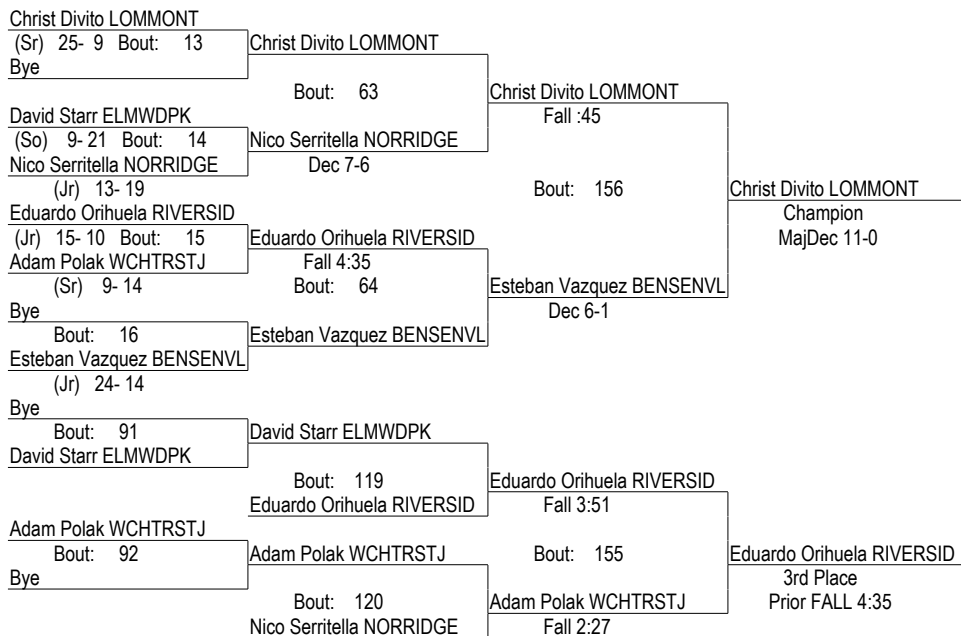 Christ Divito LOMMONT
(Sr) 25- 9 Bout: 13 Christ Divito LOMMONT
Bye
Bout: 63 Christ Divito LOMMONT
David Starr ELMWDPK Fall :45
(So) 9- 21 Bout: 14 Nico Serritella NORRIDGE
Nico Serritella NORRIDGE Dec 7-6
(Jr) 13- 19 Bout: 156 Christ Divito LOMMONT
Eduardo Orihuela RIVERSID Champion
(Jr) 15- 10 Bout: 15 Eduardo Orihuela RIVERSID MajDec 11-0
Adam Polak WCHTRSTJ Fall 4:35
(Sr) 9- 14 Bout: 64 Esteban Vazquez BENSENVL
Bye Dec 6-1
Bout: 16 Esteban Vazquez BENSENVL
Esteban Vazquez BENSENVL
(Jr) 24- 14
Bye
Bout: 91 David Starr ELMWDPK
David Starr ELMWDPK
Bout: 119 Eduardo Orihuela RIVERSID
Eduardo Orihuela RIVERSID Fall 3:51
Adam Polak WCHTRSTJ
Bout: 92 Adam Polak WCHTRSTJ Bout: 155 Eduardo Orihuela RIVERSID
Bye 3rd Place
Bout: 120 Adam Polak WCHTRSTJ Prior FALL 4:35
Nico Serritella NORRIDGE Fall 2:27